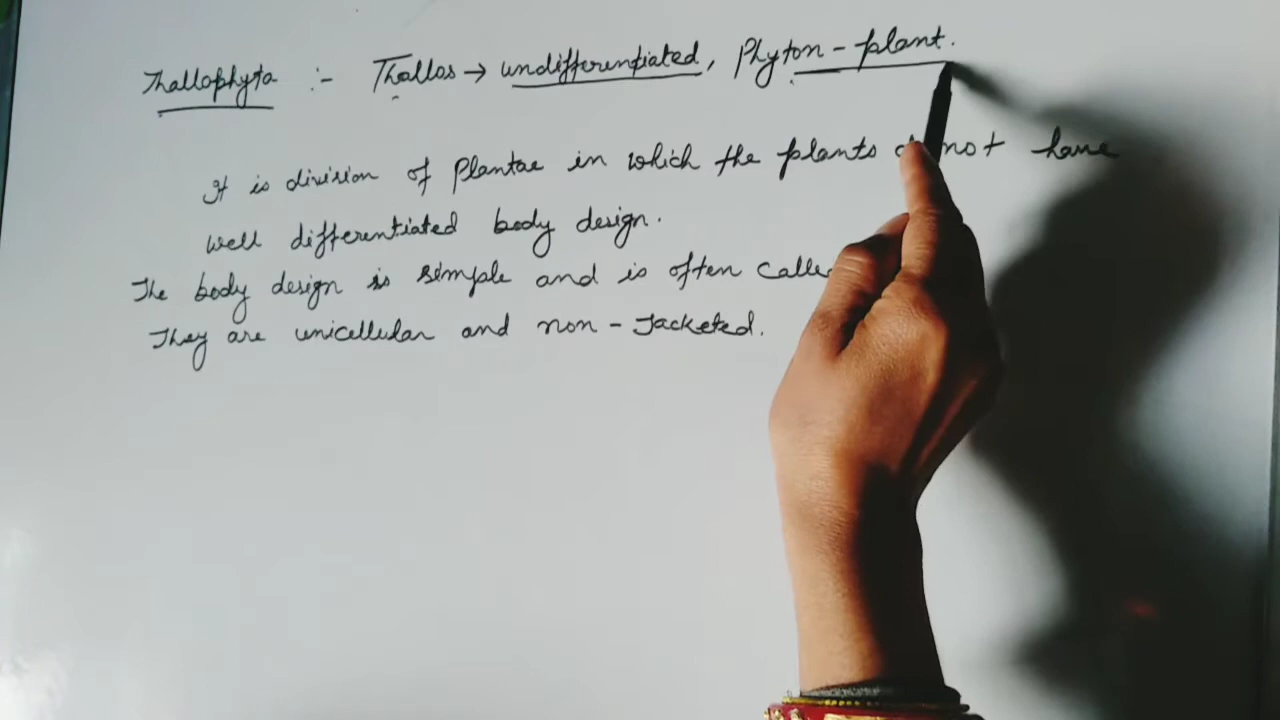 Thallophyta :- Thallos → undifferentiated, Phyton - plant.
It is division of Plantae in which the plants not have
well differentiated body design.
The body design is simple and is often
They are unicellular and non - Jacketed.